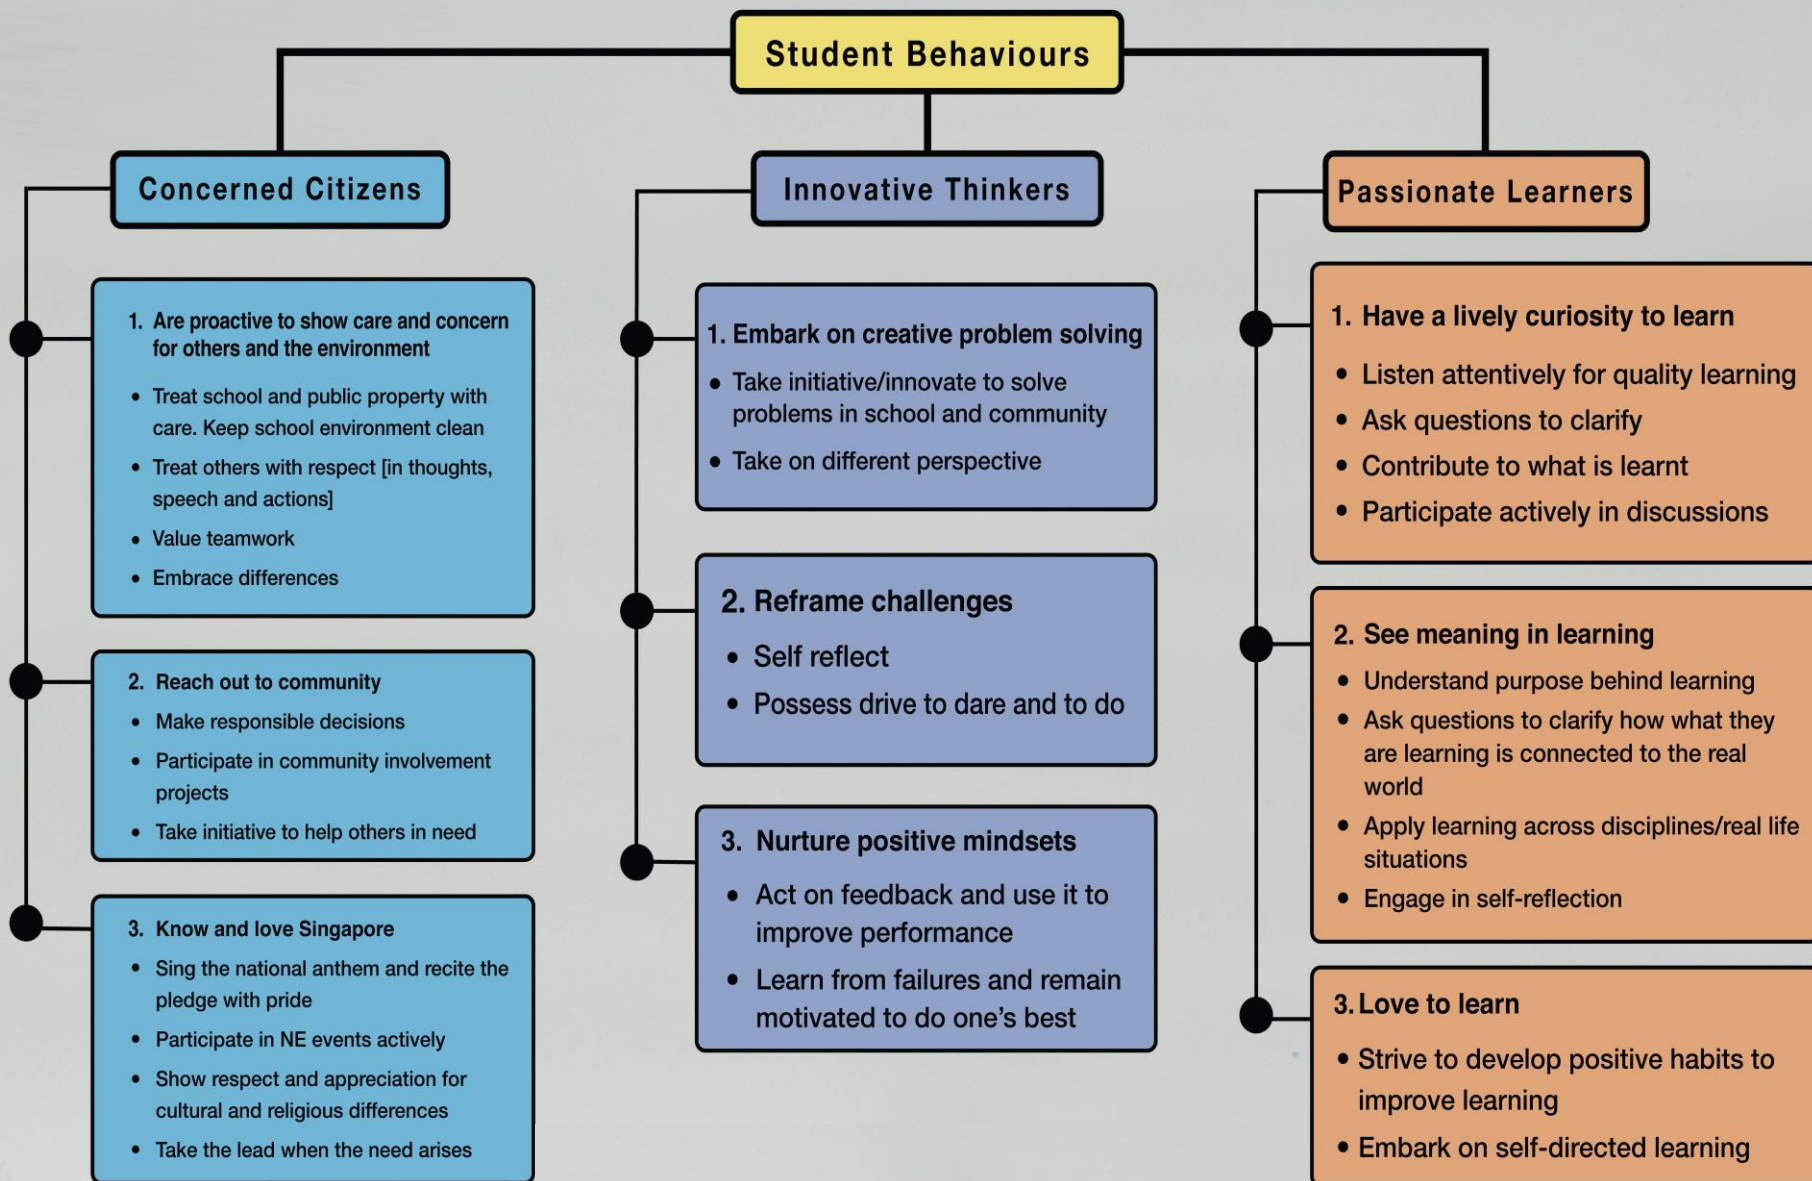 Student Behaviours
Concerned Citizens
1. Are proactive to show care and concern
for others and the environment
• Treat school and public property with
care. Keep school environment clean
• Treat others with respect [in thoughts,
speech and actions]
• Value teamwork
• Embrace differences
2. Reach out to community
• Make responsible decisions
• Participate in community involvement
projects
• Take initiative to help others in need
3. Know and love Singapore
• Sing the national anthem and recite the
pledge with pride
• Participate in NE events actively
• Show respect and appreciation for
cultural and religious differences
• Take the lead when the need arises
Innovative Thinkers
1. Embark on creative problem solving
• Take initiative/innovate to solve
problems in school and community
• Take on different perspective
2. Reframe challenges
• Self reflect
• Possess drive to dare and to do
3. Nurture positive mindsets
• Act on feedback and use it to
improve performance
• Learn from failures and remain
motivated to do one's best
Passionate Learners
1. Have a lively curiosity to learn
• Listen attentively for quality learning
• Ask questions to clarify
• Contribute to what is learnt
• Participate actively in discussions
2. See meaning in learning
• Understand purpose behind learning
• Ask questions to clarify how what they
are learning is connected to the real
world
• Apply learning across disciplines/real life
situations
• Engage in self-reflection
3. Love to learn
• Strive to develop positive habits to
improve learning
• Embark on self-directed learning